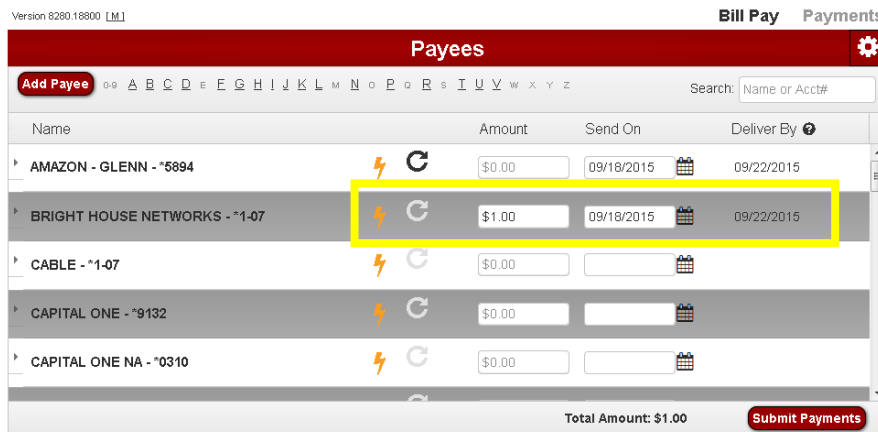 Version 8280.18800 [ M ]
Bill Pay Payments
Payees
Add Payee 0-9 A B C D E F G H I J K L M N O P Q R S T U V W X Y Z Search: Name or Acct#
Name Amount Send On Deliver By ?
AMAZON - GLENN - *5894 $0.00 09/18/2015 09/22/2015
BRIGHT HOUSE NETWORKS - *1-07 $1.00 09/18/2015 09/22/2015
CABLE - *1-07 $0.00
CAPITAL ONE - *9132 $0.00
CAPITAL ONE NA - *0310 $0.00
Total Amount: $1.00 Submit Payments